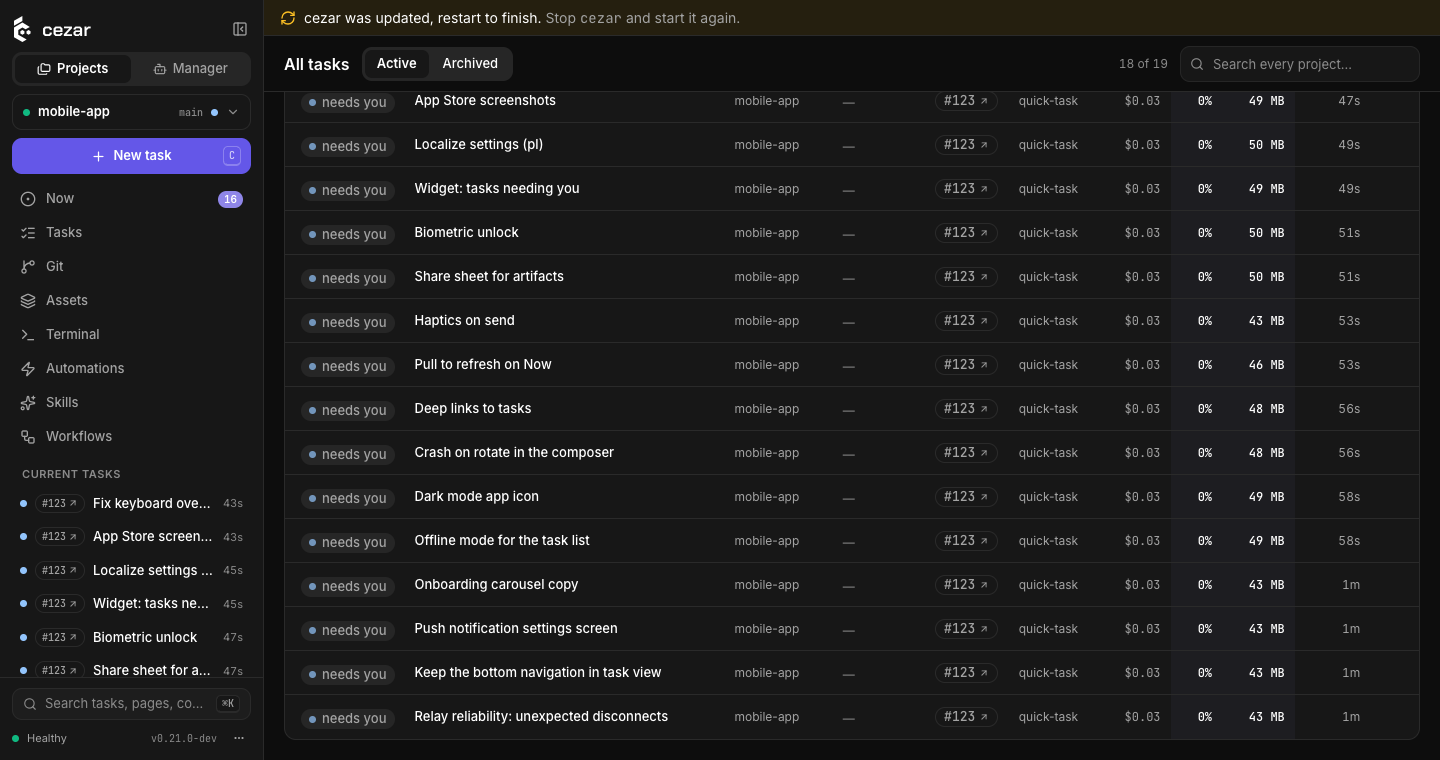 cezar was updated, restart to finish. Stop cezar and start it again.
cezar
Projects Manager
mobile-app main
New task C
Now 16
Tasks
Git
Assets
Terminal
Automations
Skills
Workflows
CURRENT TASKS
#123 Fix keyboard ove... 43s
#123 App Store screen... 43s
#123 Localize settings ... 45s
#123 Widget: tasks ne... 45s
#123 Biometric unlock 47s
#123 Share sheet for a... 47s
Search tasks, pages, co... ⌘K
Healthy v0.21.0-dev
All tasks Active Archived 18 of 19 Search every project...
needs you App Store screenshots mobile-app — #123 quick-task $0.03 0% 49 MB 47s
needs you Localize settings (pl) mobile-app — #123 quick-task $0.03 0% 50 MB 49s
needs you Widget: tasks needing you mobile-app — #123 quick-task $0.03 0% 49 MB 49s
needs you Biometric unlock mobile-app — #123 quick-task $0.03 0% 50 MB 51s
needs you Share sheet for artifacts mobile-app — #123 quick-task $0.03 0% 50 MB 51s
needs you Haptics on send mobile-app — #123 quick-task $0.03 0% 43 MB 53s
needs you Pull to refresh on Now mobile-app — #123 quick-task $0.03 0% 46 MB 53s
needs you Deep links to tasks mobile-app — #123 quick-task $0.03 0% 48 MB 56s
needs you Crash on rotate in the composer mobile-app — #123 quick-task $0.03 0% 48 MB 56s
needs you Dark mode app icon mobile-app — #123 quick-task $0.03 0% 49 MB 58s
needs you Offline mode for the task list mobile-app — #123 quick-task $0.03 0% 49 MB 58s
needs you Onboarding carousel copy mobile-app — #123 quick-task $0.03 0% 43 MB 1m
needs you Push notification settings screen mobile-app — #123 quick-task $0.03 0% 43 MB 1m
needs you Keep the bottom navigation in task view mobile-app — #123 quick-task $0.03 0% 43 MB 1m
needs you Relay reliability: unexpected disconnects mobile-app — #123 quick-task $0.03 0% 43 MB 1m